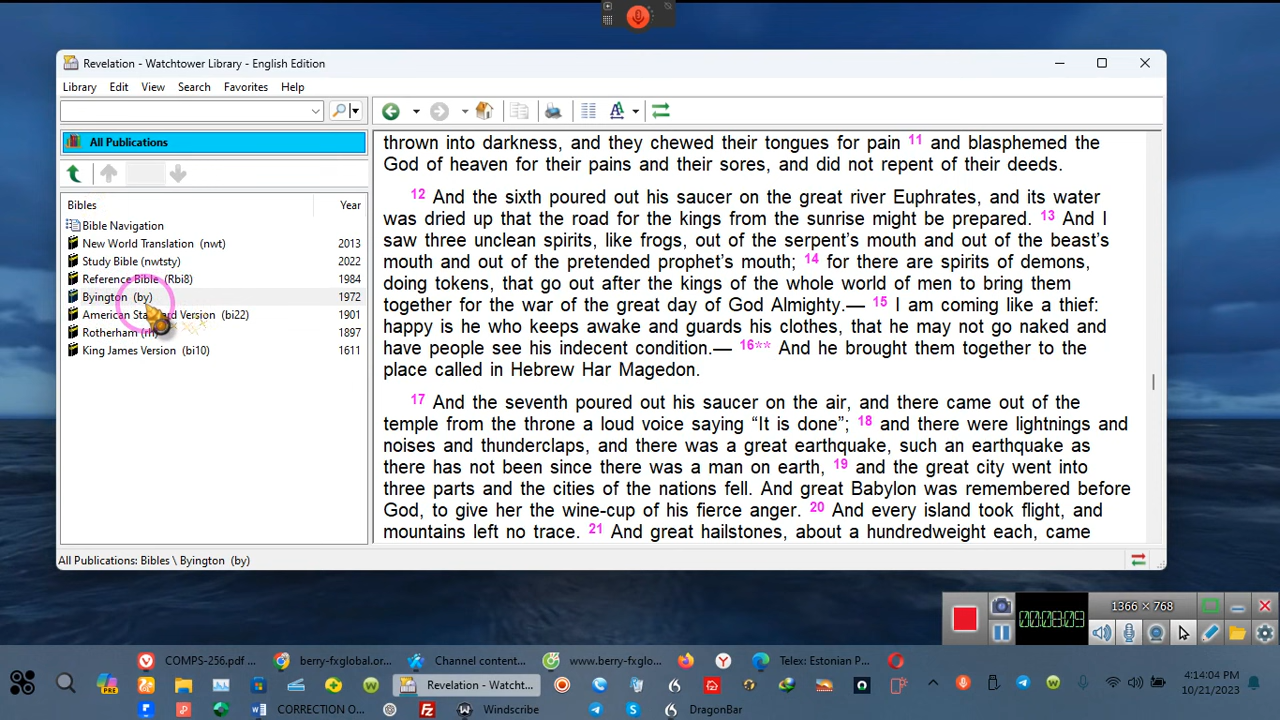 Revelation - Watchtower Library - English Edition
Library Edit View Search Favorites Help
All Publications
Bibles Year
Bible Navigation
New World Translation (nwt) 2013
Study Bible (nwtsty) 2022
Reference Bible (Rbi8) 1984
Byington (by) 1972
American Standard Version (bi22) 1901
Rotherham (rh) 1897
King James Version (bi10) 1611
All Publications: Bibles \ Byington (by)
thrown into darkness, and they chewed their tongues for pain 11 and blasphemed the
God of heaven for their pains and their sores, and did not repent of their deeds.
12 And the sixth poured out his saucer on the great river Euphrates, and its water
was dried up that the road for the kings from the sunrise might be prepared. 13 And I
saw three unclean spirits, like frogs, out of the serpent’s mouth and out of the beast’s
mouth and out of the pretended prophet’s mouth; 14 for there are spirits of demons,
doing tokens, that go out after the kings of the whole world of men to bring them
together for the war of the great day of God Almighty.— 15 I am coming like a thief:
happy is he who keeps awake and guards his clothes, that he may not go naked and
have people see his indecent condition.— 16** And he brought them together to the
place called in Hebrew Har Magedon.
17 And the seventh poured out his saucer on the air, and there came out of the
temple from the throne a loud voice saying “It is done”; 18 and there were lightnings and
noises and thunderclaps, and there was a great earthquake, such an earthquake as
there has not been since there was a man on earth, 19 and the great city went into
three parts and the cities of the nations fell. And great Babylon was remembered before
God, to give her the wine-cup of his fierce anger. 20 And every island took flight, and
mountains left no trace. 21 And great hailstones, about a hundredweight each, came
1366 × 768
00:08:09
COMPS-256.pdf ... berry-fxglobal.or... Channel content... www.berry-fxglo... Telex: Estonian P...
PRE Revelation - Watcht... 4:14:04 PM
CORRECTION O... Windscribe DragonBar 10/21/2023